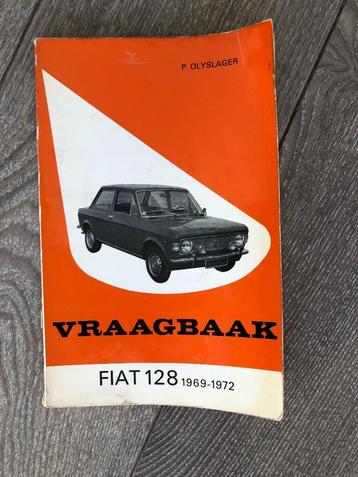 P. OLYSLAGER
VRAAGBAAK
FIAT 128 1969-1972